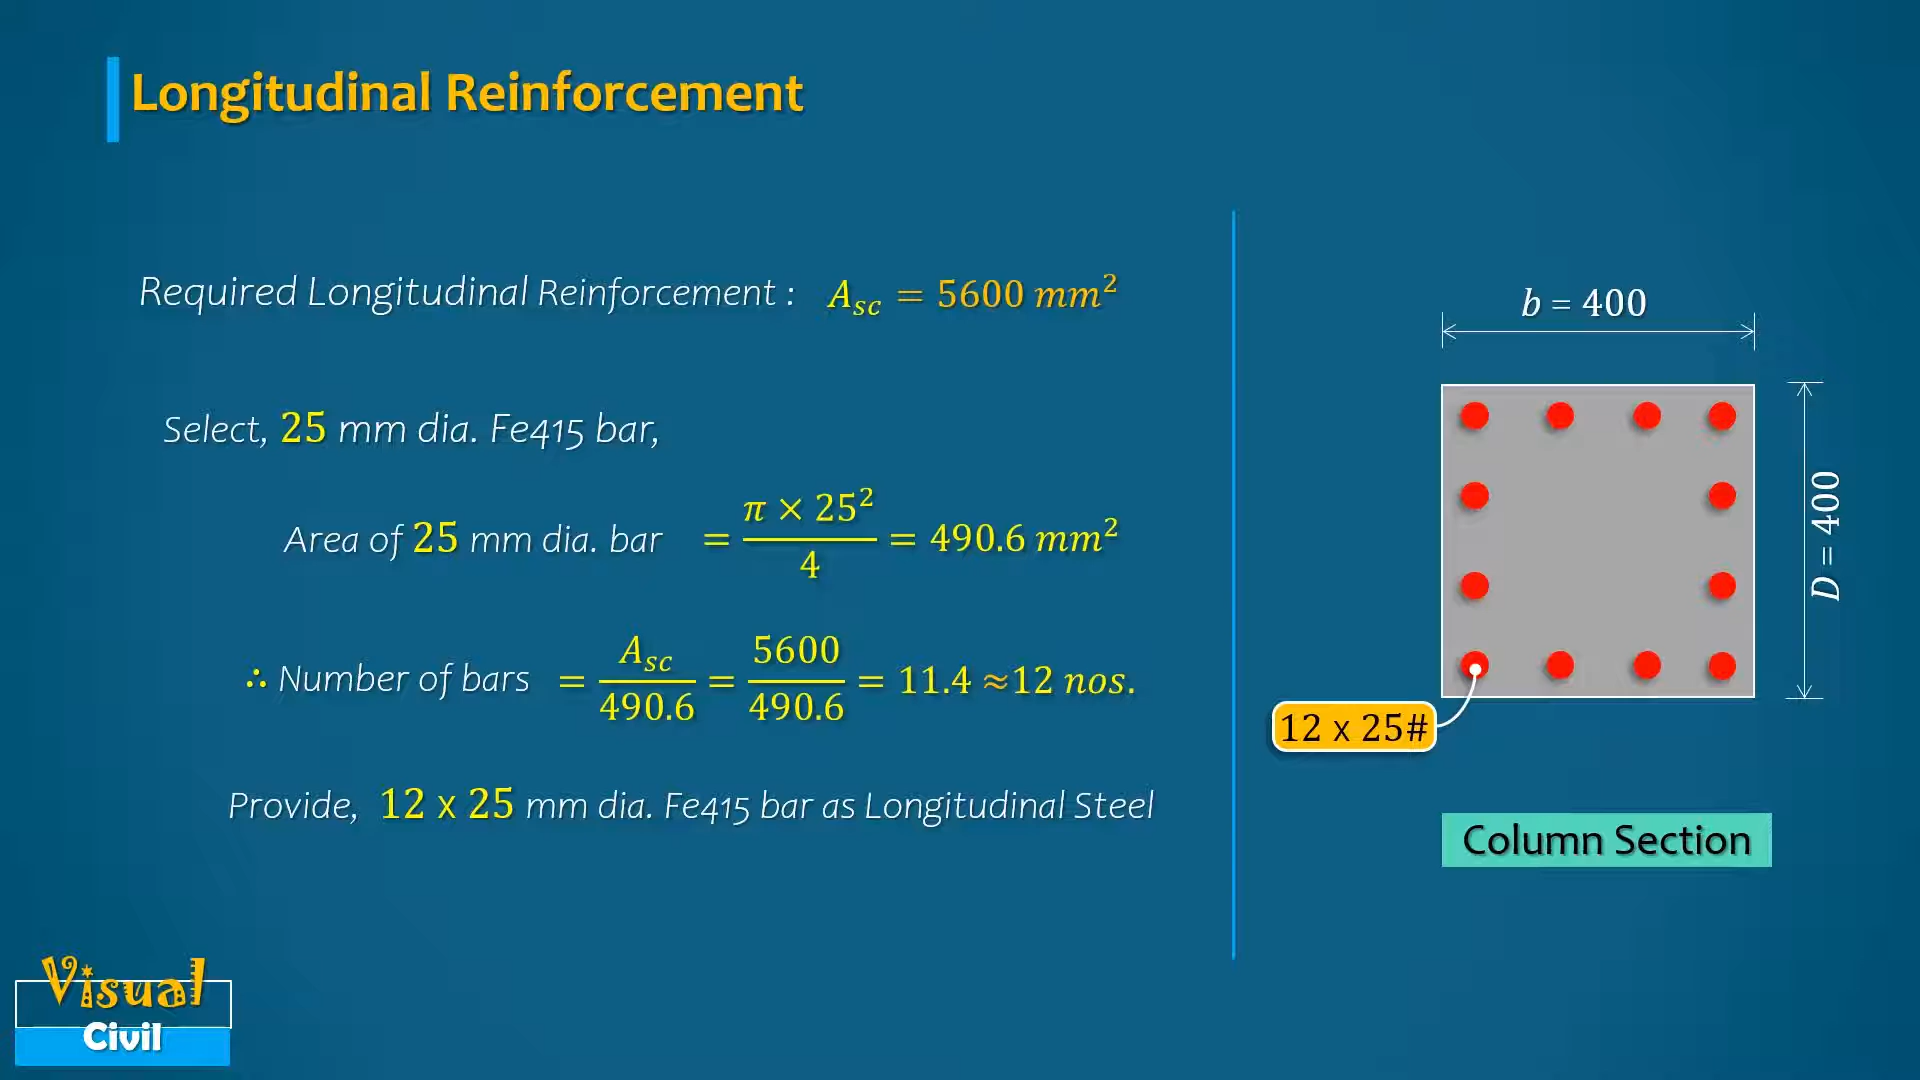 Longitudinal Reinforcement
Required Longitudinal Reinforcement : A_sc = 5600 mm²
Select, 25 mm dia. Fe415 bar,
Area of 25 mm dia. bar = π × 25² / 4 = 490.6 mm²
∴ Number of bars = A_sc / 490.6 = 5600 / 490.6 = 11.4 ≈12 nos.
Provide, 12 x 25 mm dia. Fe415 bar as Longitudinal Steel
b = 400
D = 400
12 x 25#
Column Section
Visual
Civil